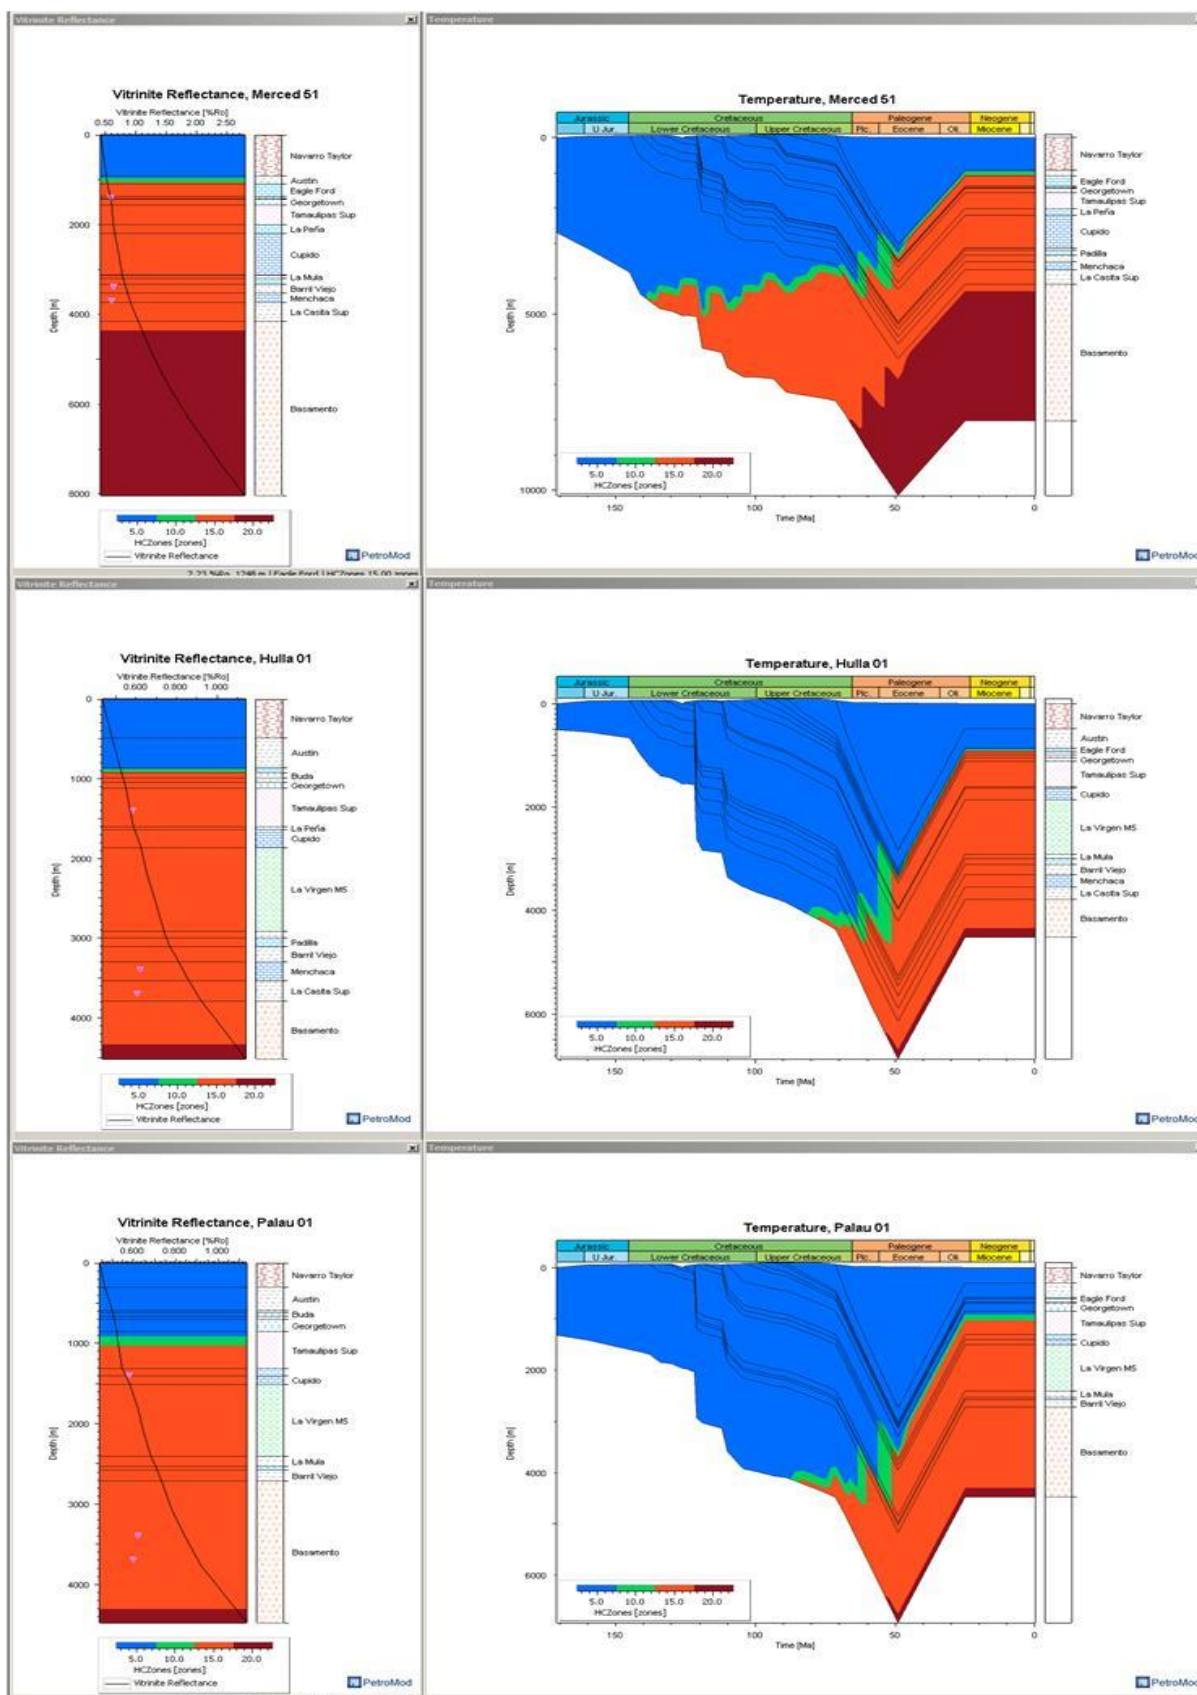 Vitrinite Reflectance
Vitrinite Reflectance, Merced 51
Vitrinite Reflectance [%Ro]
0.50 1.00 1.50 2.00 2.50
0
2000
4000
6000
8000
Depth [m]
Navarro Taylor
Austin
Eagle Ford
Georgetown
Tamaulipas Sup
La Peña
Cupido
La Mula
Barril Viejo
Menchaca
La Casita Sup
Basamento
5.0 10.0 15.0 20.0
HCZones [zones]
Vitrinite Reflectance
PetroMod
2.23 %Ro, 1248 m | Eagle Ford | HCZones 15.00 zones
Temperature
Temperature, Merced 51
Jurassic Cretaceous Paleogene Neogene
U Jur. Lower Cretaceous Upper Cretaceous Plc. Eocene Oli. Miocene
0
5000
10000
Depth [m]
150 100 50 0
Time [Ma]
5.0 10.0 15.0 20.0
HCZones [zones]
Navarro Taylor
Eagle Ford
Georgetown
Tamaulipas Sup
La Peña
Cupido
Padilla
Menchaca
La Casita Sup
Basamento
PetroMod
Vitrinite Reflectance
Vitrinite Reflectance, Hulla 01
Vitrinite Reflectance [%Ro]
0.600 0.800 1.000
0
1000
2000
3000
4000
Depth [m]
Navarro Taylor
Austin
Buda
Georgetown
Tamaulipas Sup
La Peña
Cupido
La Virgen MS
Padilla
Barril Viejo
Menchaca
La Casita Sup
Basamento
5.0 10.0 15.0 20.0
HCZones [zones]
Vitrinite Reflectance
PetroMod
Temperature
Temperature, Hulla 01
Jurassic Cretaceous Paleogene Neogene
U Jur. Lower Cretaceous Upper Cretaceous Plc. Eocene Oli. Miocene
0
2000
4000
6000
Depth [m]
150 100 50 0
Time [Ma]
5.0 10.0 15.0 20.0
HCZones [zones]
Navarro Taylor
Austin
Eagle Ford
Georgetown
Tamaulipas Sup
Cupido
La Virgen MS
La Mula
Barril Viejo
Menchaca
La Casita Sup
Basamento
PetroMod
Vitrinite Reflectance
Vitrinite Reflectance, Palau 01
Vitrinite Reflectance [%Ro]
0.600 0.800 1.000
0
1000
2000
3000
4000
Depth [m]
Navarro Taylor
Austin
Buda
Georgetown
Tamaulipas Sup
Cupido
La Virgen MS
La Mula
Barril Viejo
Basamento
5.0 10.0 15.0 20.0
HCZones [zones]
Vitrinite Reflectance
PetroMod
Temperature
Temperature, Palau 01
Jurassic Cretaceous Paleogene Neogene
U Jur. Lower Cretaceous Upper Cretaceous Plc. Eocene Oli. Miocene
0
2000
4000
6000
Depth [m]
150 100 50 0
Time [Ma]
5.0 10.0 15.0 20.0
HCZones [zones]
Navarro Taylor
Eagle Ford
Georgetown
Tamaulipas Sup
Cupido
La Virgen MS
La Mula
Barril Viejo
Basamento
PetroMod